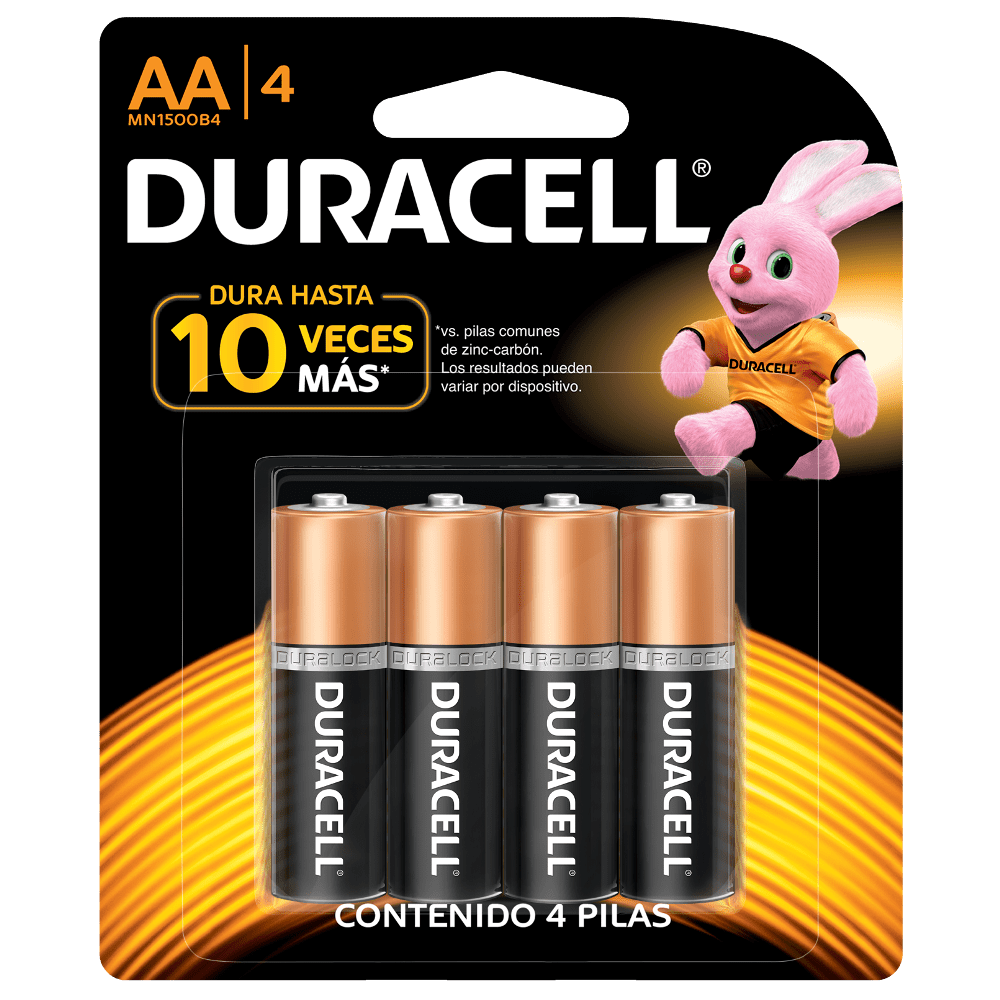 AA | 4
MN1500B4
DURACELL®
DURA HASTA
10 VECES
MÁS*
*vs. pilas comunes
de zinc-carbón.
Los resultados pueden
variar por dispositivo.
DURACELL
DURALOCK DURALOCK DURALOCK DURALOCK
DURACELL®
DURACELL®
DURACELL®
DURACELL®
CONTENIDO 4 PILAS